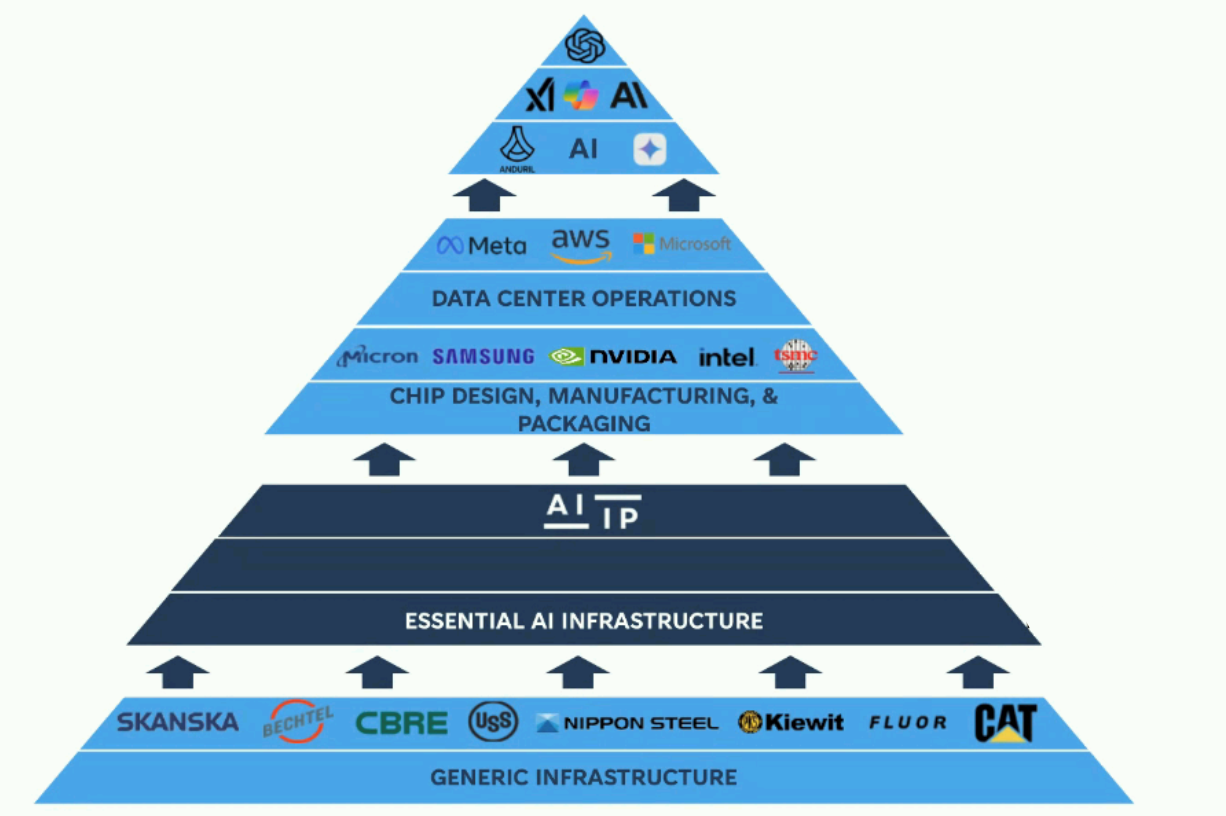 xI AI
ANDURIL AI
Meta aws Microsoft
DATA CENTER OPERATIONS
Micron SAMSUNG NVIDIA intel tsmc
CHIP DESIGN, MANUFACTURING, &
PACKAGING
AI
IP
ESSENTIAL AI INFRASTRUCTURE
SKANSKA BECHTEL CBRE USS NIPPON STEEL Kiewit FLUOR CAT
GENERIC INFRASTRUCTURE